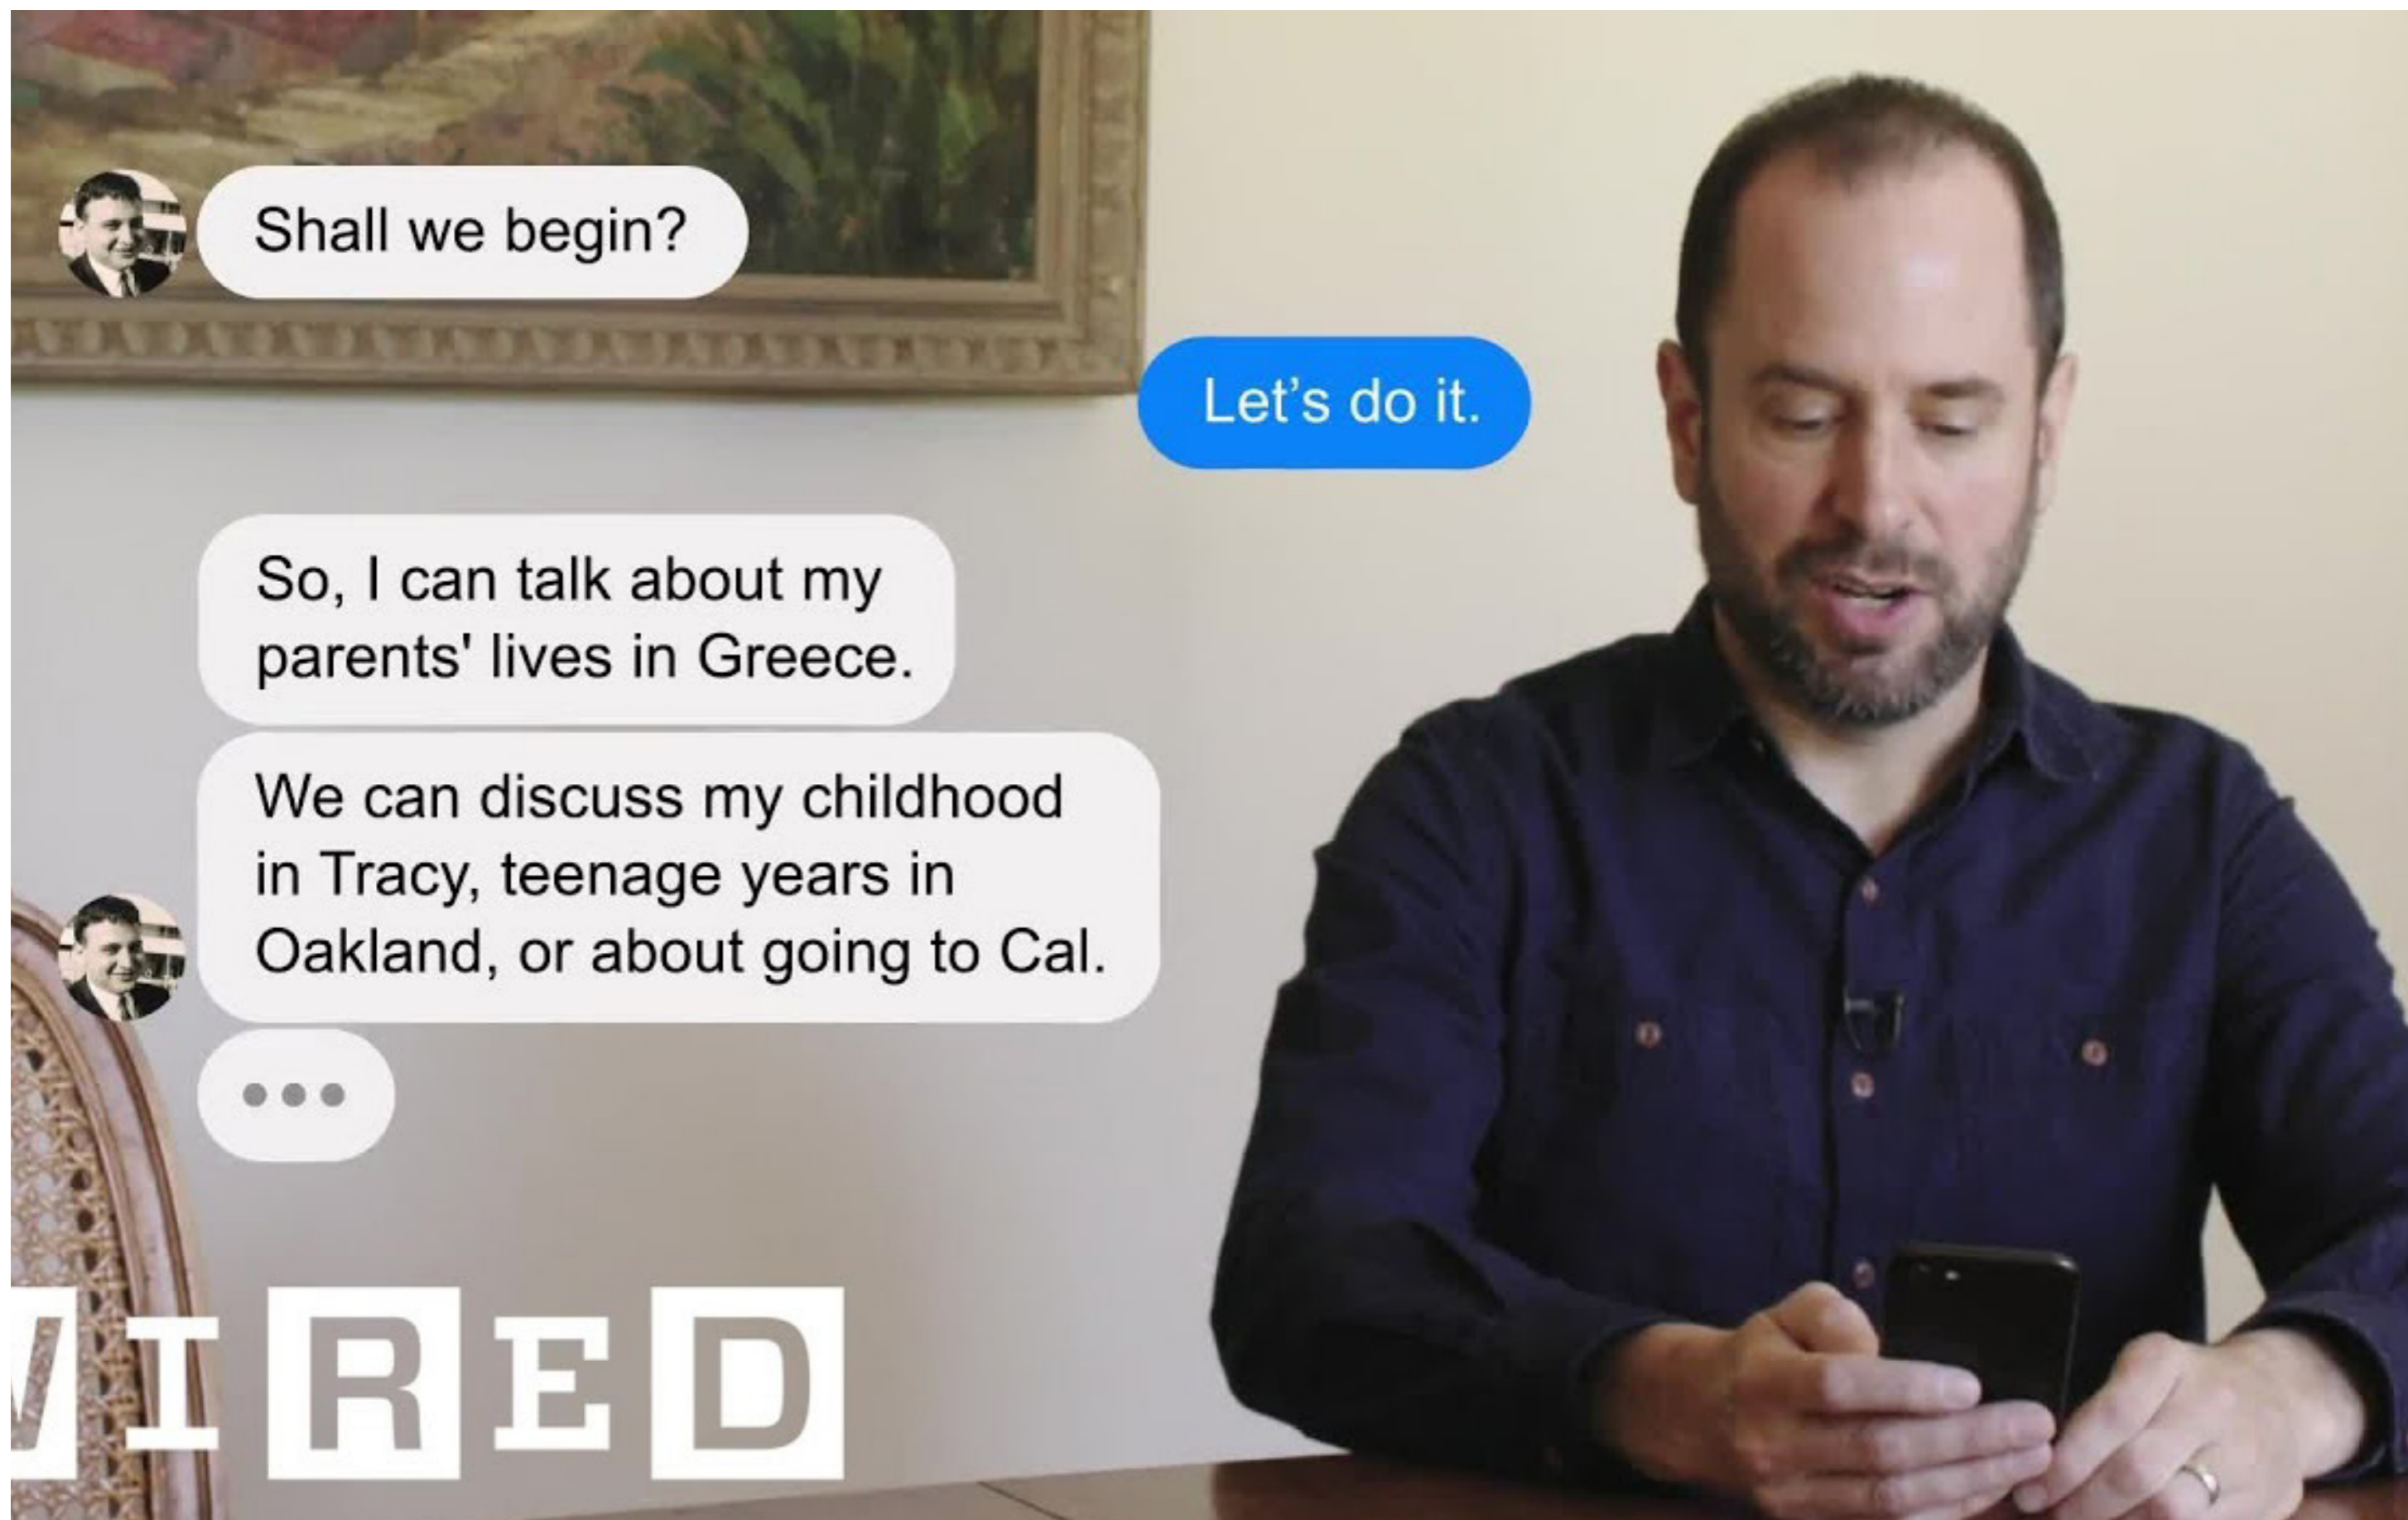 Shall we begin?
Let’s do it.
So, I can talk about my
parents' lives in Greece.
We can discuss my childhood
in Tracy, teenage years in
Oakland, or about going to Cal.
WIRED